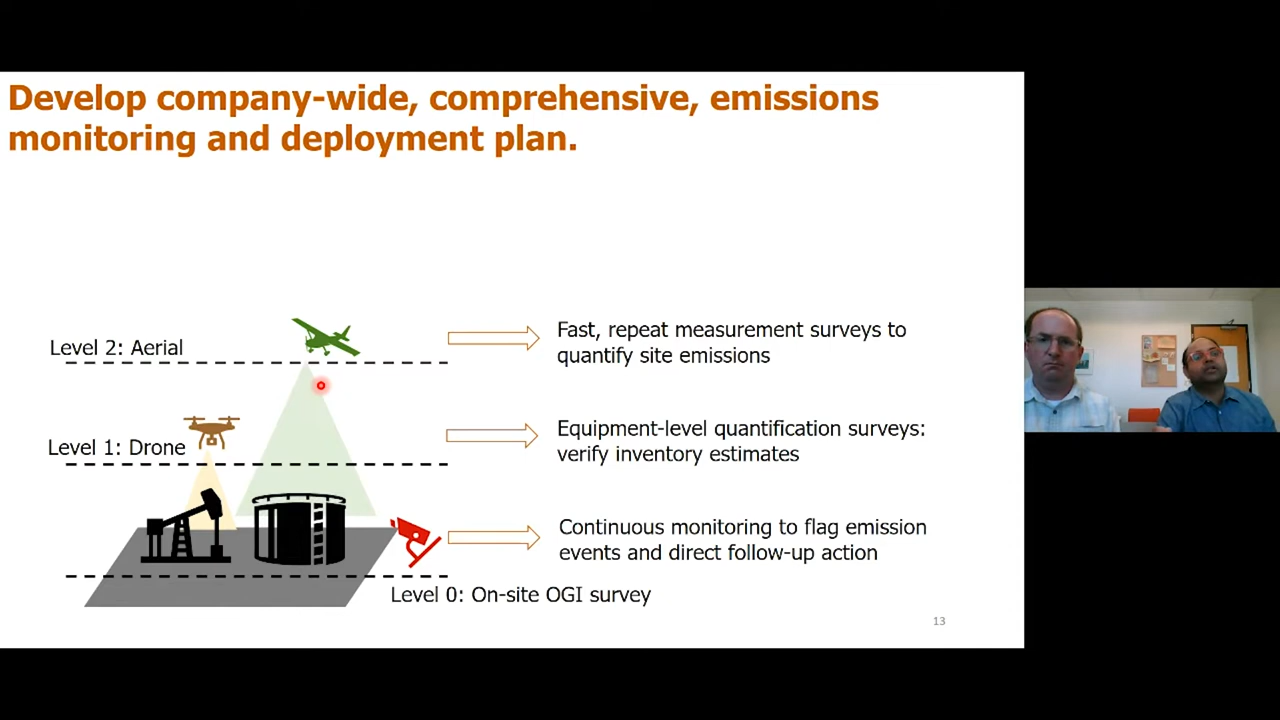 Develop company-wide, comprehensive, emissions
monitoring and deployment plan.
Level 2: Aerial
Fast, repeat measurement surveys to
quantify site emissions
Level 1: Drone
Equipment-level quantification surveys:
verify inventory estimates
Continuous monitoring to flag emission
events and direct follow-up action
Level 0: On-site OGI survey
13